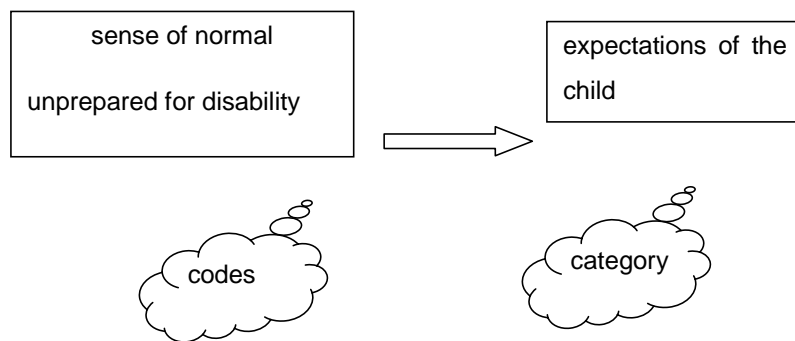 sense of normal
unprepared for disability
expectations of the
child
codes
category